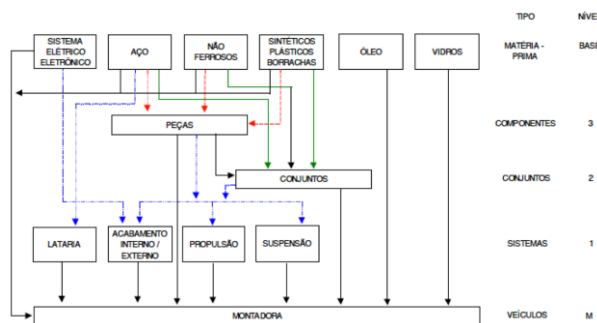 TIPO NÍVE
SISTEMA
ELÉTRICO
ELETRÔNICO
AÇO
NÃO
FERROSOS
SINTÉTICOS
PLÁSTICOS
BORRACHAS
ÓLEO
VIDROS
MATÉRIA -
PRIMA
BASE
PEÇAS
COMPONENTES 3
CONJUNTOS
CONJUNTOS 2
LATARIA
ACABAMENTO
INTERNO /
EXTERNO
PROPULSÃO
SUSPENSÃO
SISTEMAS 1
MONTADORA
VEÍCULOS M